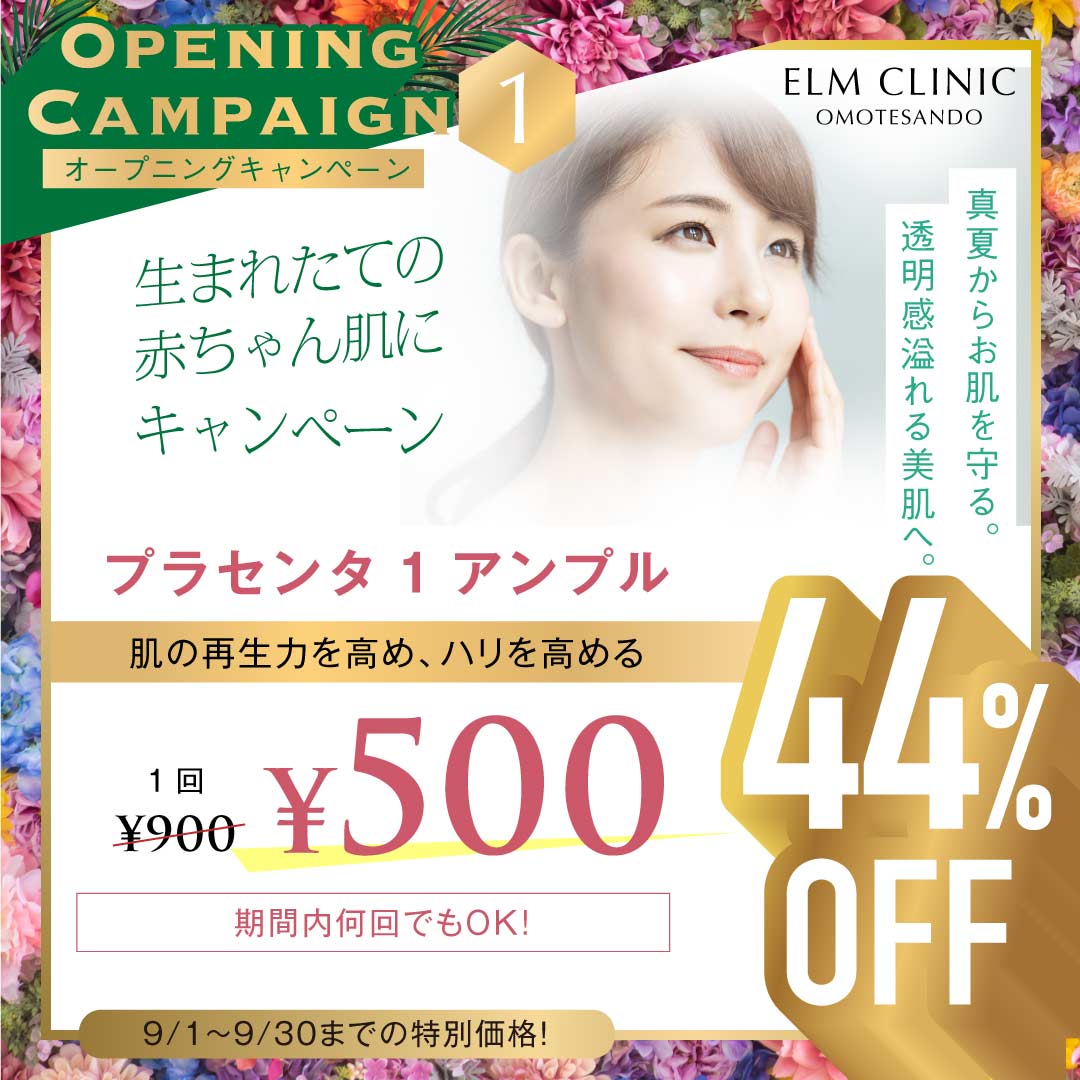 OPENING
CAMPAIGN
1
オープニングキャンペーン
ELM CLINIC
OMOTESANDO
真夏からお肌を守る。
透明感溢れる美肌へ。
生まれたての
赤ちゃん肌に
キャンペーン
プラセンタ1アンプル
肌の再生力を高め、ハリを高める
1回
¥900
¥500
44%
OFF
期間内何回でもOK!
9/1〜9/30までの特別価格!